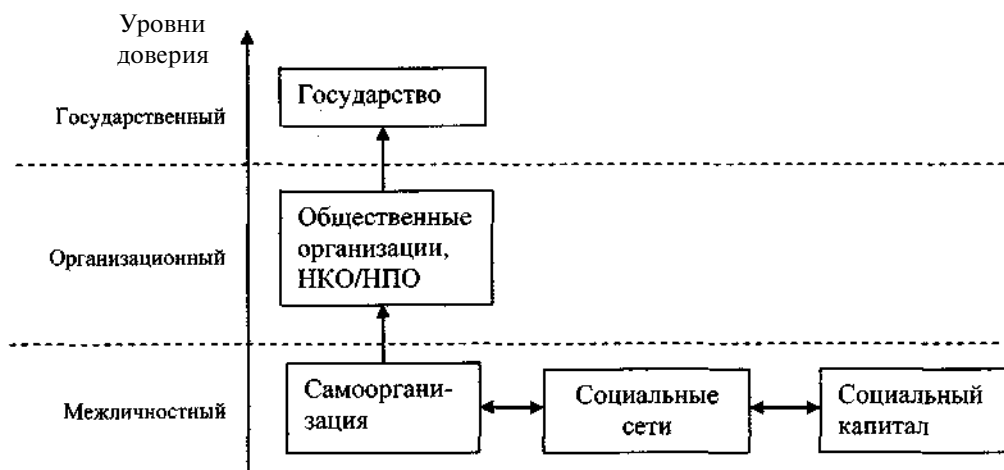 Уровни
доверия
Государственный
Государство
Организационный
Общественные
организации,
НКО/НПО
Межличностный
Самооргани-
зация
Социальные
сети
Социальный
капитал